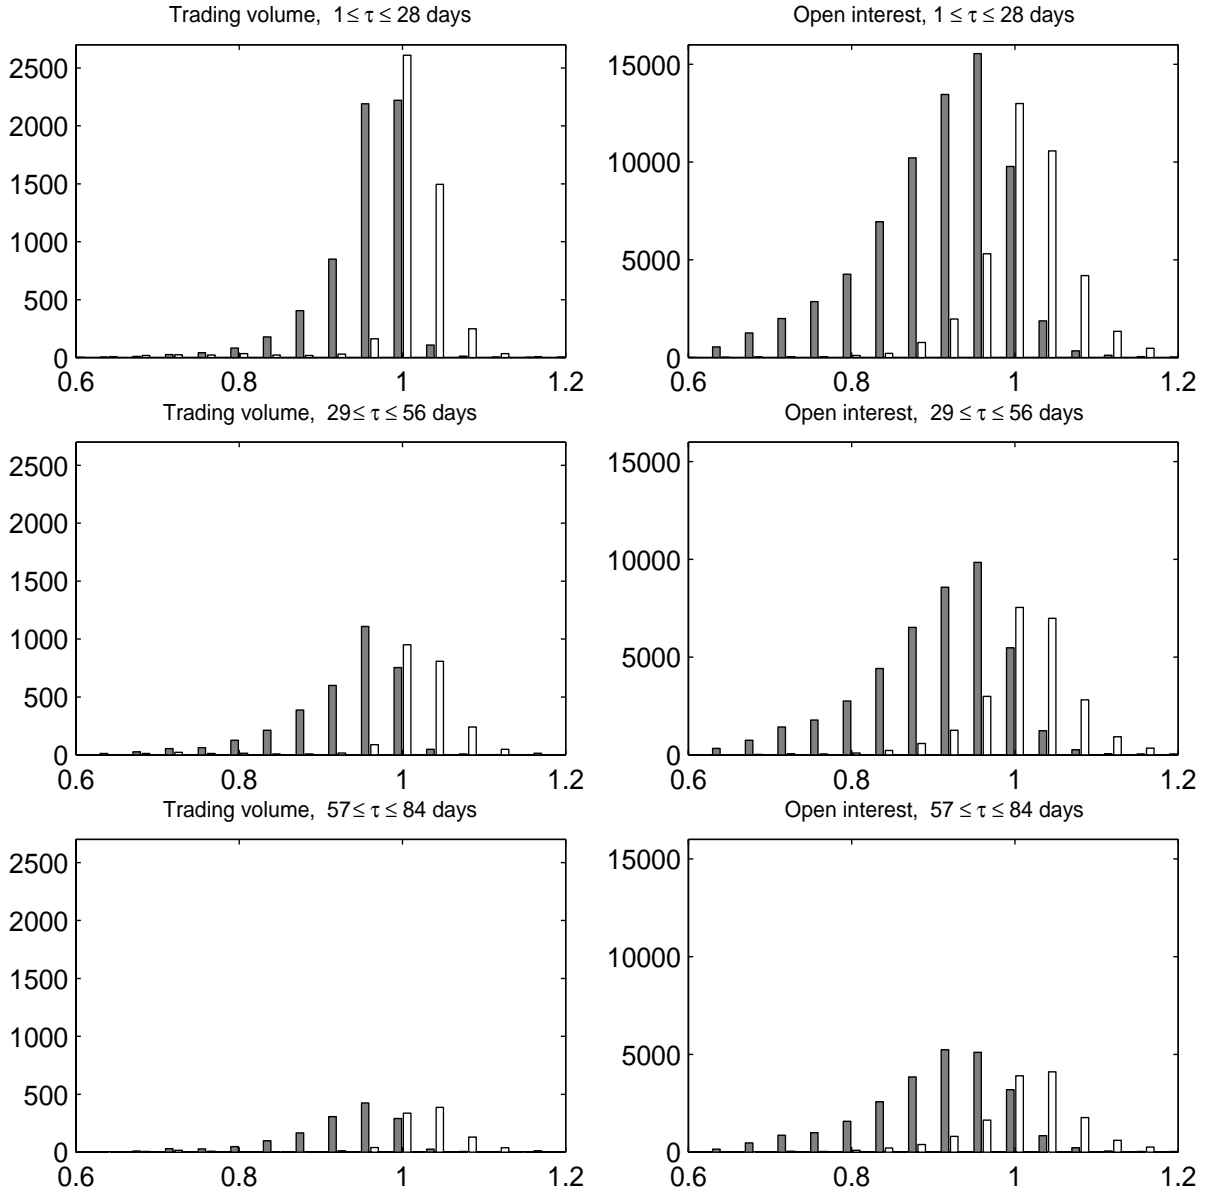 Trading volume, 1≤ τ ≤ 28 days
2500
2000
1500
1000
500
0
0.6 0.8 1 1.2
Open interest, 1 ≤ τ ≤ 28 days
15000
10000
5000
0
0.6 0.8 1 1.2
Trading volume, 29≤ τ ≤ 56 days
2500
2000
1500
1000
500
0
0.6 0.8 1 1.2
Open interest, 29 ≤ τ ≤ 56 days
15000
10000
5000
0
0.6 0.8 1 1.2
Trading volume, 57≤ τ ≤ 84 days
2500
2000
1500
1000
500
0
0.6 0.8 1 1.2
Open interest, 57 ≤ τ ≤ 84 days
15000
10000
5000
0
0.6 0.8 1 1.2